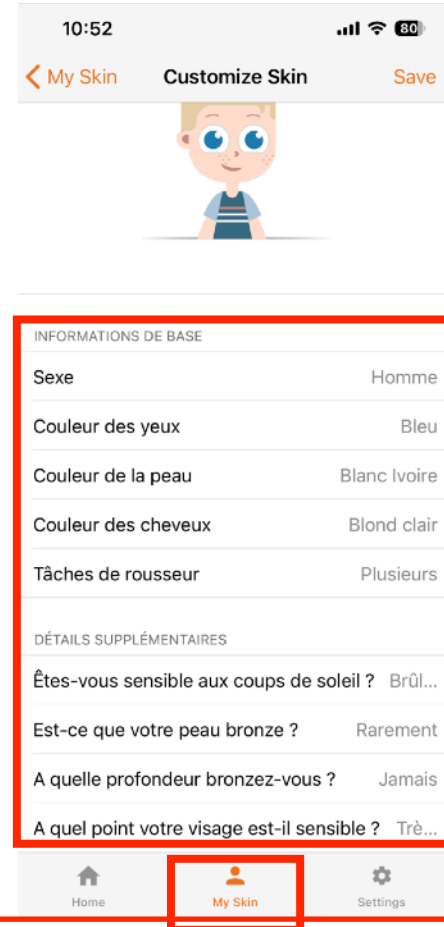 10:52 80
My Skin Customize Skin Save
INFORMATIONS DE BASE
Sexe Homme
Couleur des yeux Bleu
Couleur de la peau Blanc Ivoire
Couleur des cheveux Blond clair
Tâches de rousseur Plusieurs
DÉTAILS SUPPLÉMENTAIRES
Êtes-vous sensible aux coups de soleil ? Brûl...
Est-ce que votre peau bronze ? Rarement
A quelle profondeur bronzez-vous ? Jamais
A quel point votre visage est-il sensible ? Trè...
Home My Skin Settings